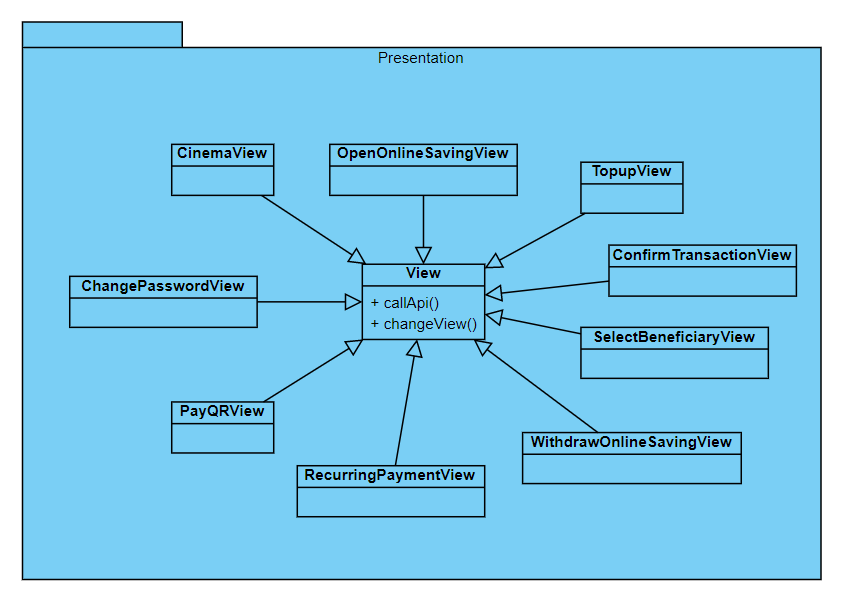 Presentation
CinemaView
OpenOnlineSavingView
TopupView
ConfirmTransactionView
View
+ callApi()
+ changeView()
ChangePasswordView
SelectBeneficiaryView
PayQRView
WithdrawOnlineSavingView
RecurringPaymentView